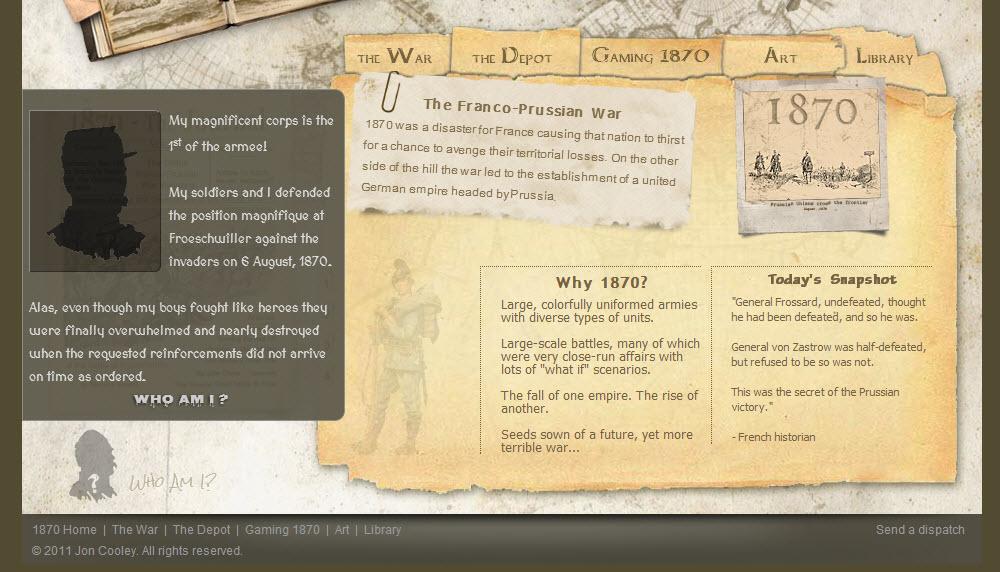 the War
the Depot
Gaming 1870
Art
Library
My magnificent corps is the
1st of the armee!
My soldiers and I defended
the position magnifique at
Froeschwiller against the
invaders on 6 August, 1870.
Alas, even though my boys fought like heroes they
were finally overwhelmed and nearly destroyed
when the requested reinforcements did not arrive
on time as ordered.
WHO AM I?
The Franco-Prussian War
1870 was a disaster for France causing that nation to thirst
for a chance to avenge their territorial losses. On the other
side of the hill the war led to the establishment of a united
German empire headed by Prussia.
1870
Prussian Uhlans cross the frontier
August, 1870
Why 1870?
Large, colorfully uniformed armies
with diverse types of units.
Large-scale battles, many of which
were very close-run affairs with
lots of "what if" scenarios.
The fall of one empire. The rise of
another.
Seeds sown of a future, yet more
terrible war...
Today's Snapshot
"General Frossard, undefeated, thought
he had been defeated, and so he was.
General von Zastrow was half-defeated,
but refused to be so was not.
This was the secret of the Prussian
victory."
- French historian
?
Who Am I?
1870 Home | The War | The Depot | Gaming 1870 | Art | Library
Send a dispatch
© 2011 Jon Cooley. All rights reserved.